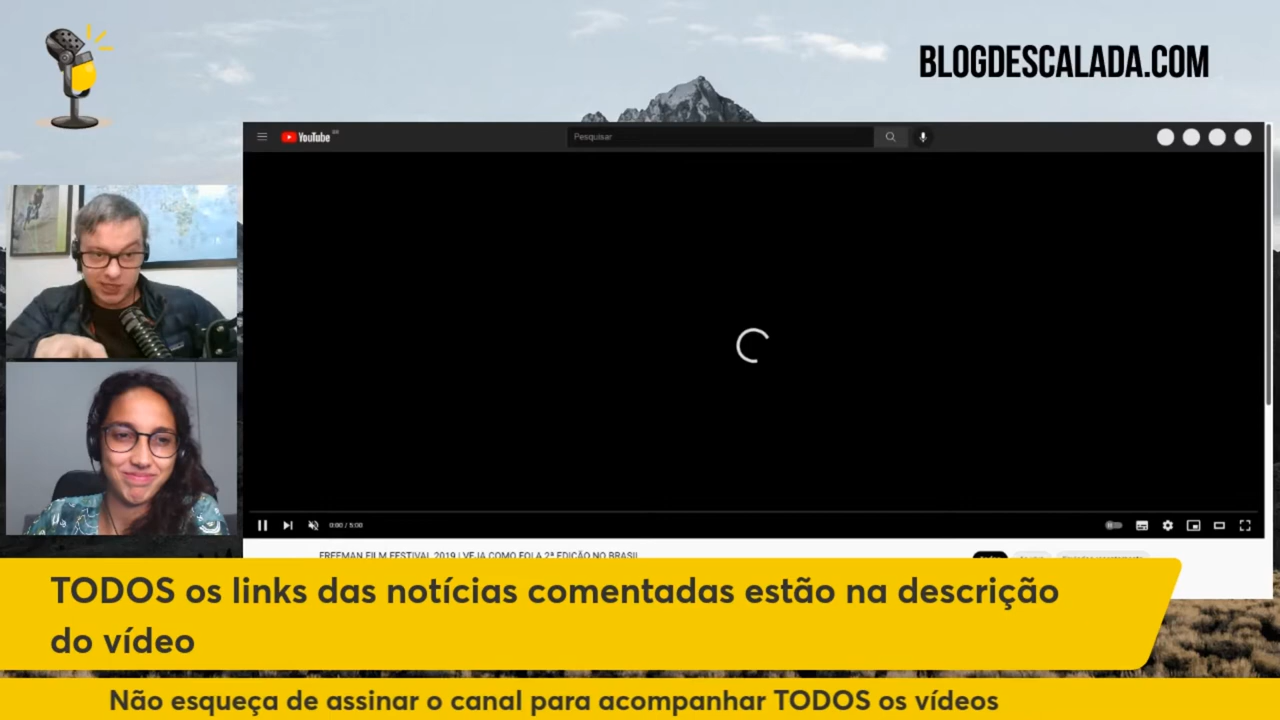 BLOGDESCALADA.COM
YouTube BR
Pesquisar
0:00 / 5:00
FREEMAN FILM FESTIVAL 2019 | VEJA COMO FOI A 2ª EDIÇÃO NO BRASIL
TODOS os links das notícias comentadas estão na descrição
do vídeo
Não esqueça de assinar o canal para acompanhar TODOS os vídeos